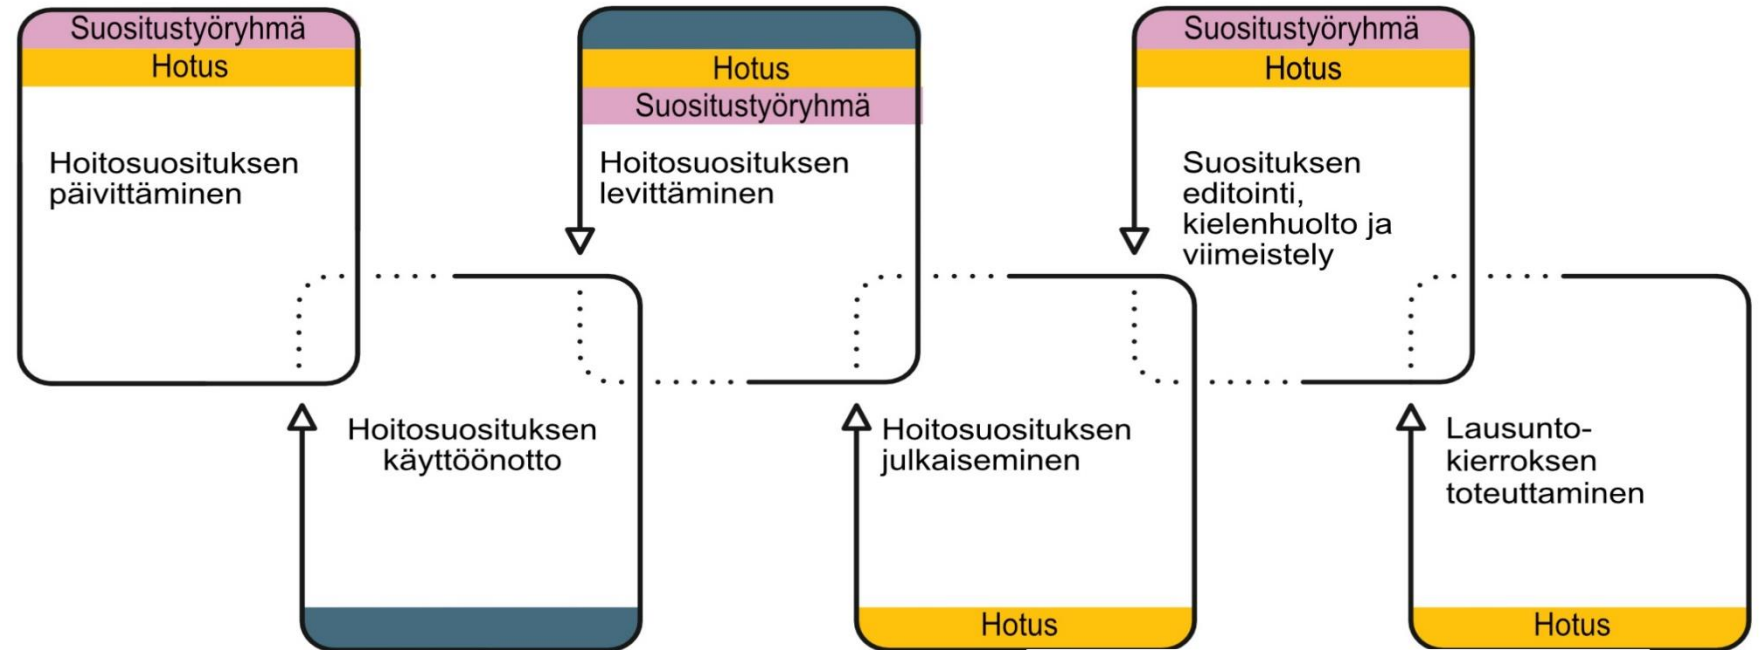 Suositustyöryhmä
Hotus
Hoitosuosituksen
päivittäminen
Hotus
Suositustyöryhmä
Hoitosuosituksen
levittäminen
Suositustyöryhmä
Hotus
Suosituksen
editointi,
kielenhuolto ja
viimeistely
Hoitosuosituksen
käyttöönotto
Hoitosuosituksen
julkaiseminen
Hotus
Lausunto-
kierroksen
toteuttaminen
Hotus